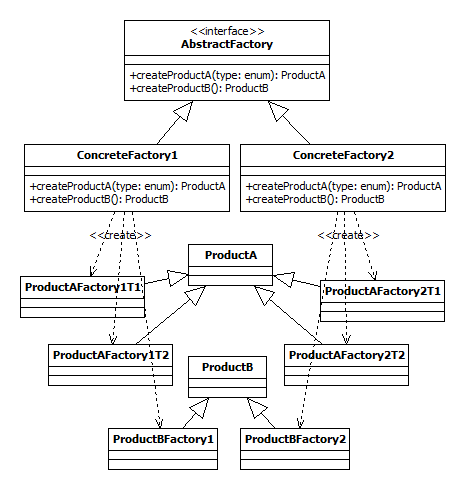 <<interface>>
AbstractFactory
+createProductA(type: enum): ProductA
+createProductB(): ProductB
ConcreteFactory1
+createProductA(type: enum): ProductA
+createProductB(): ProductB
ConcreteFactory2
+createProductA(type: enum): ProductA
+createProductB(): ProductB
<<create>>
<<create>>
ProductA
ProductAFactory1T1
ProductAFactory2T1
ProductAFactory1T2
ProductAFactory2T2
ProductB
ProductBFactory1
ProductBFactory2